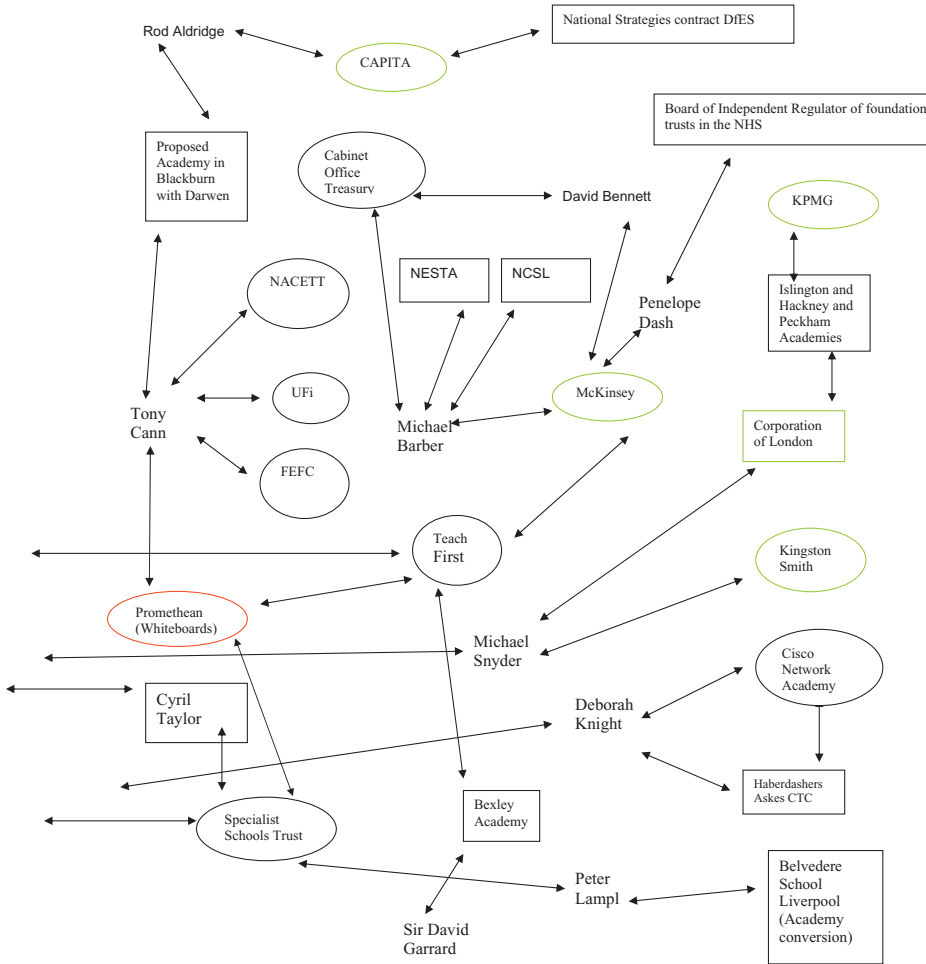 National Strategies contract DfES
Rod Aldridge
CAPITA
Board of Independent Regulator of foundation
trusts in the NHS
Proposed
Academy in
Blackburn
with Darwen
Cabinet
Office
Treasury
David Bennett
KPMG
NACETT
NESTA
NCSL
Penelope
Dash
Islington and
Hackney and
Peckham
Academies
UFi
McKinsey
Tony
Cann
Michael
Barber
Corporation
of London
FEFC
Teach
First
Kingston
Smith
Promethean
(Whiteboards)
Michael
Snyder
Cisco
Network
Academy
Cyril
Taylor
Deborah
Knight
Haberdashers
Askes CTC
Bexley
Academy
Specialist
Schools Trust
Peter
Lampl
Belvedere
School
Liverpool
(Academy
conversion)
Sir David
Garrard